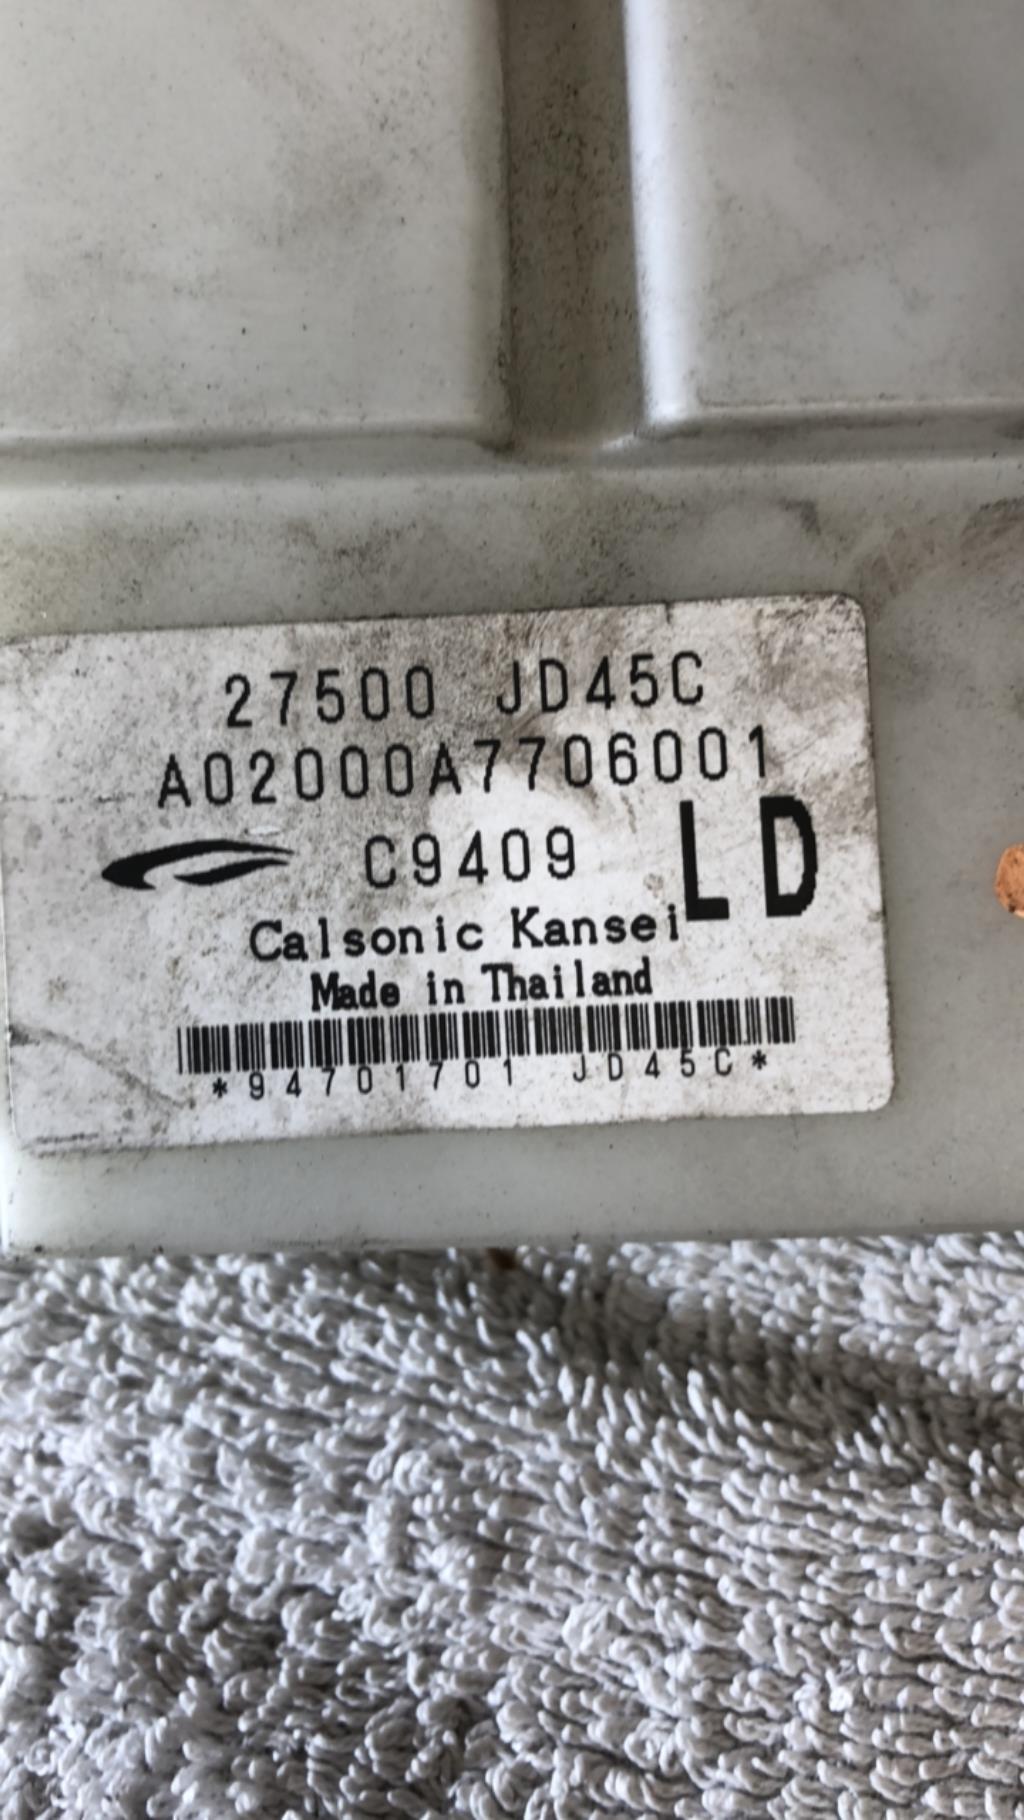 27500 JD45C
A02000A7706001
C9409 LD
Calsonic Kansei
Made in Thailand
*94701701 JD45C*